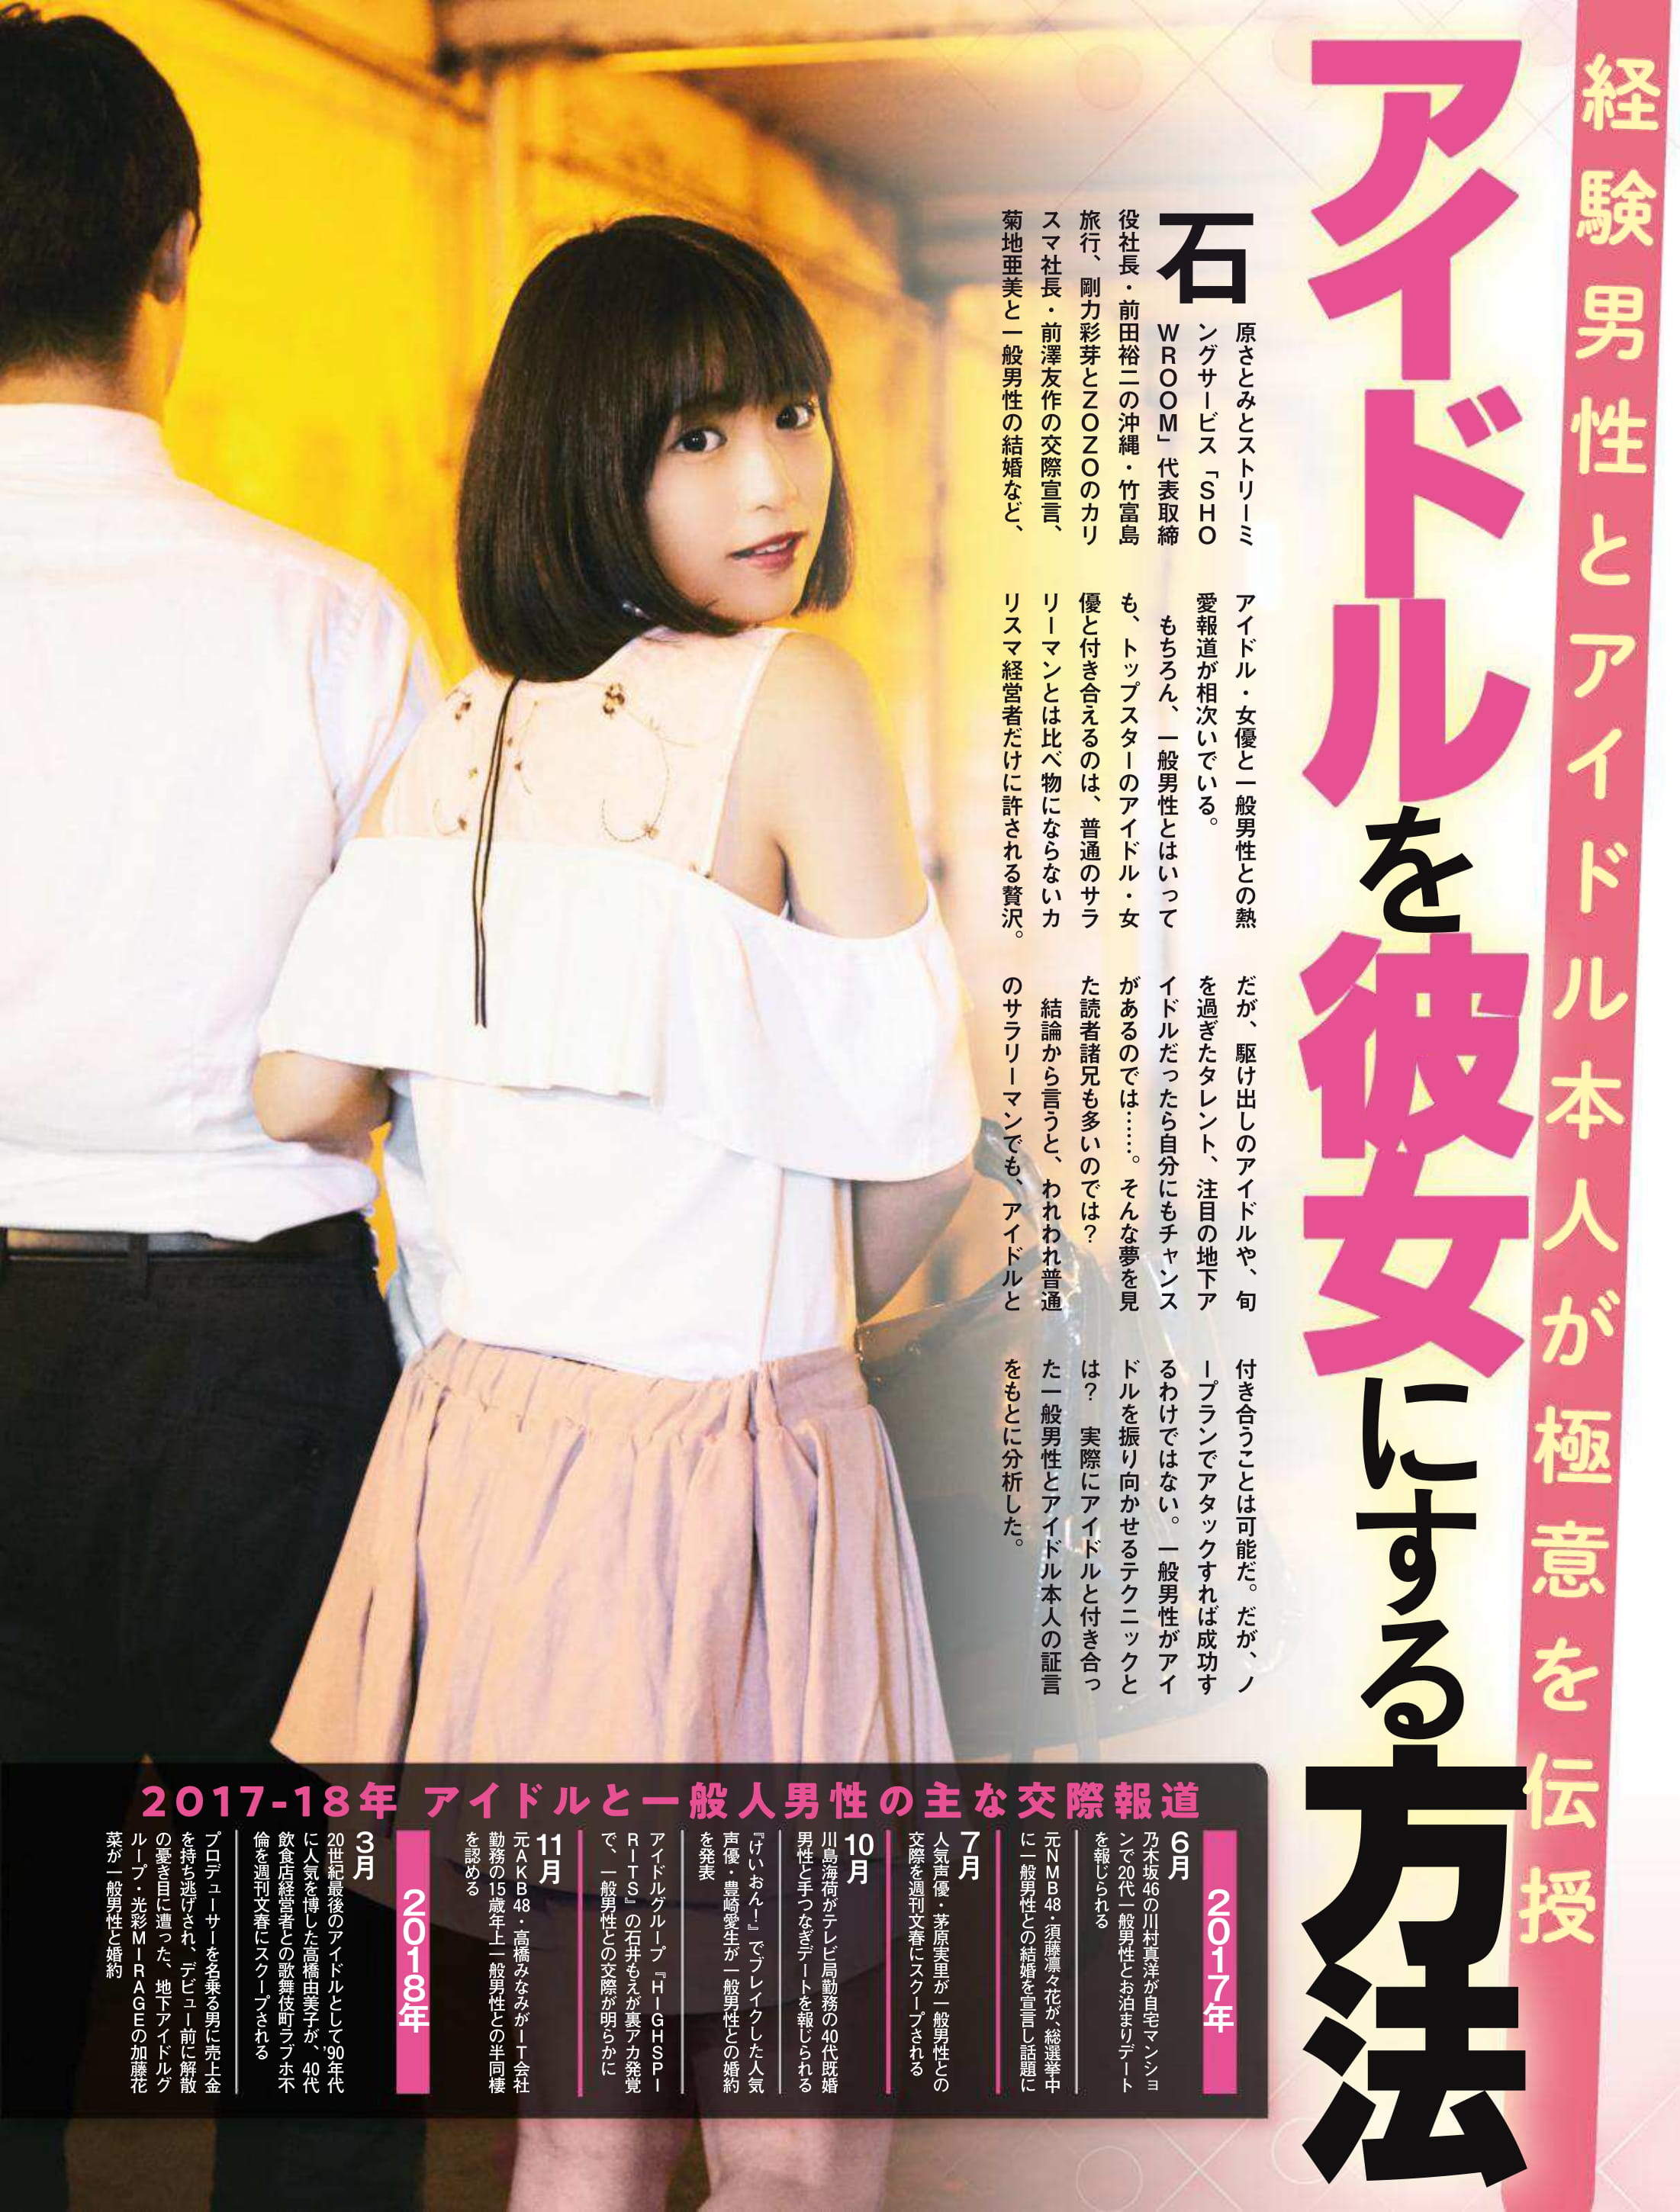 経験男性とアイドル本人が極意を伝授
アイドルを彼女にする方法
石原さとみとストリーミ
ングサービス「SHO
WROOM」代表取締
役社長・前田裕二の沖縄・竹富島
旅行、剛力彩芽とZOZOのカリ
スマ社長・前澤友作の交際宣言、
菊地亜美と一般男性の結婚など、
アイドル・女優と一般男性との熱
愛報道が相次いでいる。
もちろん、一般男性とはいって
も、トップスターのアイドル・女
優と付き合えるのは、普通のサラ
リーマンとは比べ物にならないカ
リスマ経営者だけに許される贅沢。
だが、駆け出しのアイドルや、旬
を過ぎたタレント、注目の地下ア
イドルだったら自分にもチャンス
があるのでは……。そんな夢を見
た読者諸兄も多いのでは？
結論から言うと、われわれ普通
のサラリーマンでも、アイドルと
付き合うことは可能だ。だが、ノ
ープランでアタックすれば成功す
るわけではない。一般男性がアイ
ドルを振り向かせるテクニックと
は？　実際にアイドルと付き合っ
た一般男性とアイドル本人の証言
をもとに分析した。
2017-18年 アイドルと一般人男性の主な交際報道
2017年
6月
乃木坂46の川村真洋が自宅マンショ
ンで20代一般男性とお泊まりデート
を報じられる
元NMB48・須藤凛々花が、総選挙中
に一般男性との結婚を宣言し話題に
7月
人気声優・茅原実里が一般男性との
交際を週刊文春にスクープされる
10月
川島海荷がテレビ局勤務の40代既婚
男性と手つなぎデートを報じられる
『けいおん！』でブレイクした人気
声優・豊崎愛生が一般男性との婚約
を発表
アイドルグループ『HIGHSPI
RITS』の石井もえが裏アカ発覚
で、一般男性との交際が明らかに
11月
元AKB48・高橋みなみがIT会社
勤務の15歳年上一般男性との半同棲
を認める
2018年
3月
20世紀最後のアイドルとして'90年代
に人気を博した高橋由美子が、40代
飲食店経営者との歌舞伎町ラブホ不
倫を週刊文春にスクープされる
プロデューサーを名乗る男に売上金
を持ち逃げされ、デビュー前に解散
の憂き目に遭った、地下アイドルグ
ループ・光彩MIRAGEの加藤花
菜が一般男性と婚約